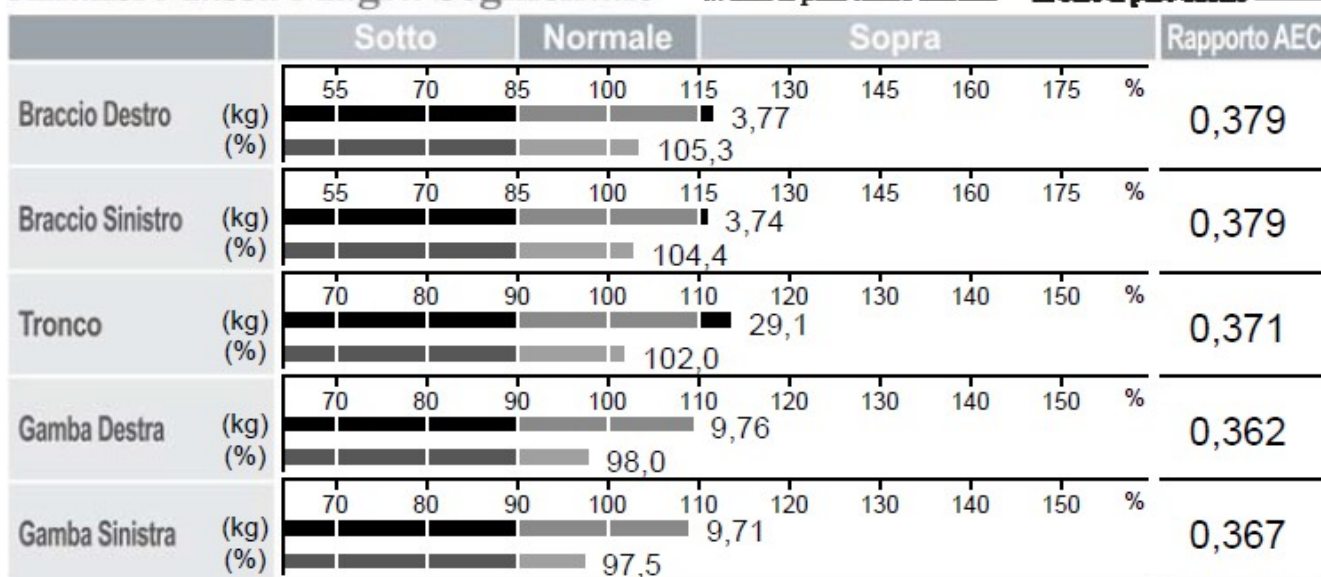 Sotto Normale Sopra Rapporto AEC
55 70 85 100 115 130 145 160 175 %
Braccio Destro (kg) 3,77 0,379
(%) 105,3
55 70 85 100 115 130 145 160 175 %
Braccio Sinistro (kg) 3,74 0,379
(%) 104,4
70 80 90 100 110 120 130 140 150 %
Tronco (kg) 29,1 0,371
(%) 102,0
70 80 90 100 110 120 130 140 150 %
Gamba Destra (kg) 9,76 0,362
(%) 98,0
70 80 90 100 110 120 130 140 150 %
Gamba Sinistra (kg) 9,71 0,367
(%) 97,5